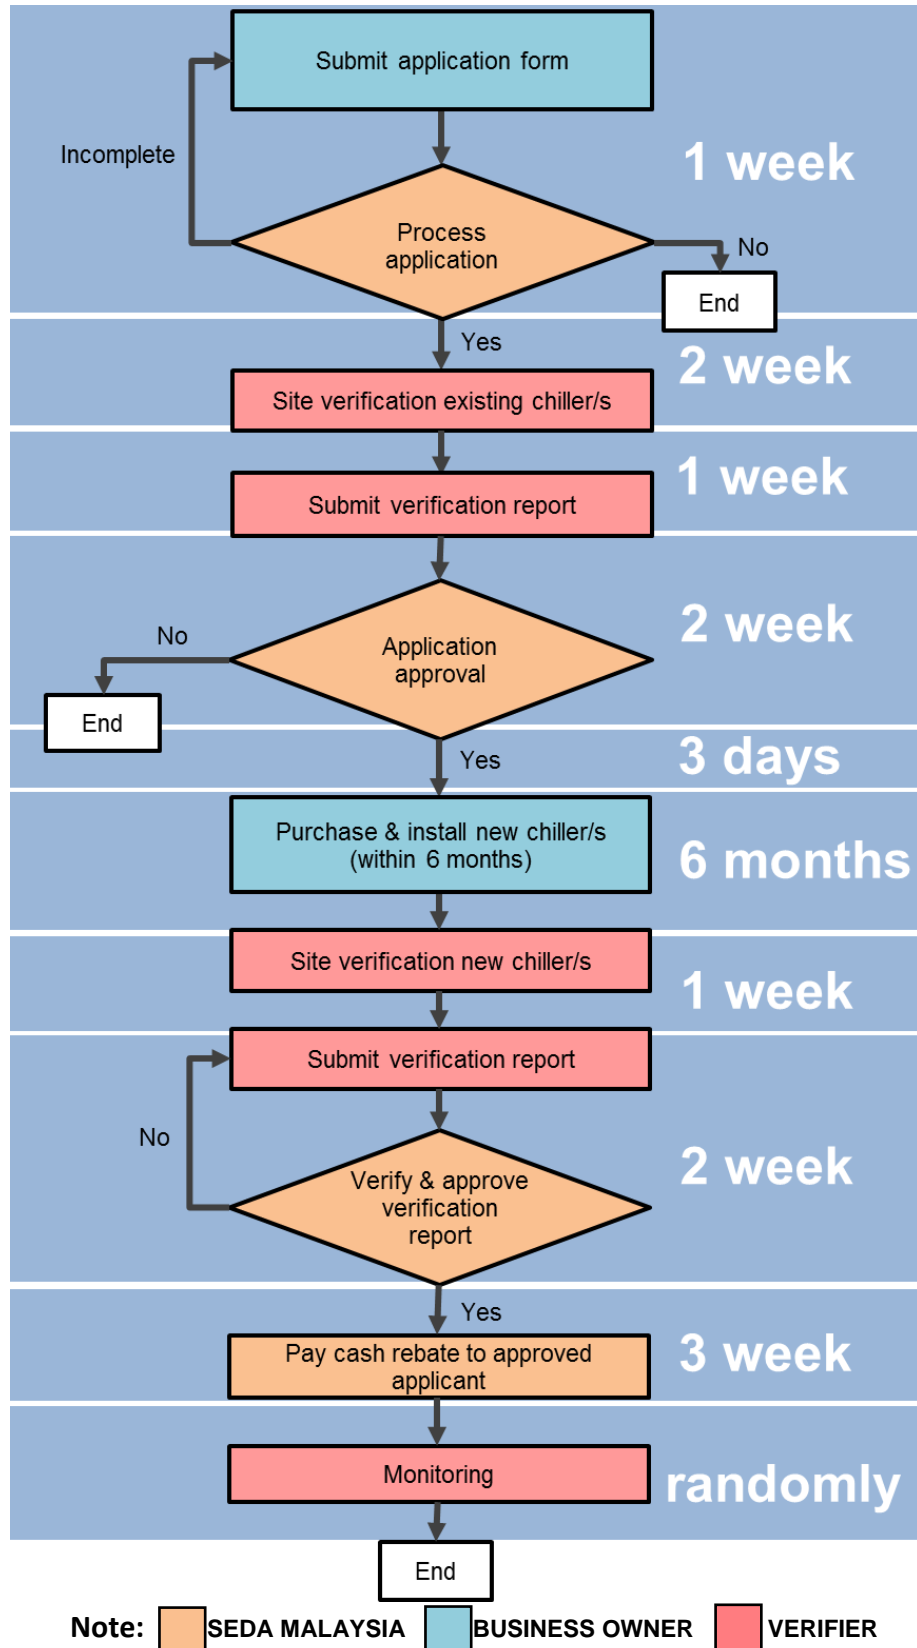 Submit application form
Incomplete
1 week
Process
application
No
End
Yes
2 week
Site verification existing chiller/s
1 week
Submit verification report
2 week
No
Application
approval
End
Yes
3 days
Purchase & install new chiller/s
(within 6 months)
6 months
Site verification new chiller/s
1 week
Submit verification report
No
2 week
Verify & approve
verification
report
Yes
Pay cash rebate to approved
applicant
3 week
Monitoring
randomly
End
Note: SEDA MALAYSIA BUSINESS OWNER VERIFIER